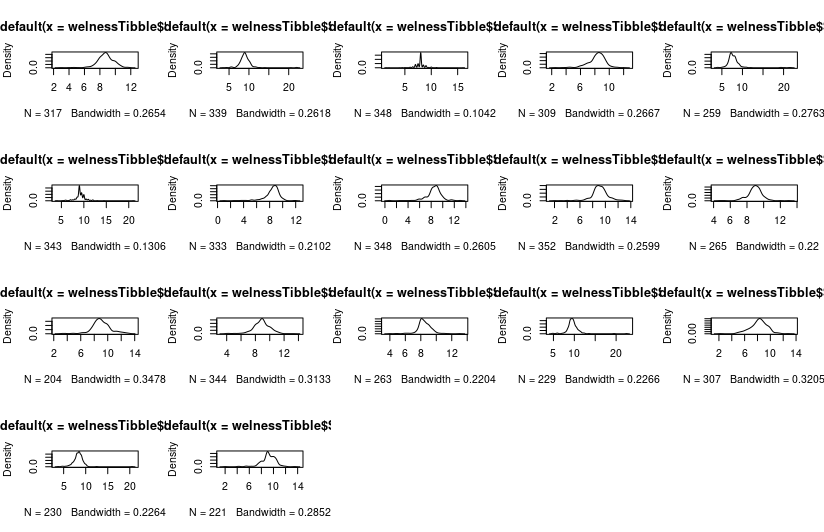 default(x = welnessTibble$ default(x = welnessTibble$ default(x = welnessTibble$ default(x = welnessTibble$ default(x = welnessTibble$
Density 0.0 Density 0.0 Density 0.0 Density 0.0 Density 0.0
2 4 6 8 12 5 10 20 5 10 15 2 6 10 5 10 20
N = 317 Bandwidth = 0.2654 N = 339 Bandwidth = 0.2618 N = 348 Bandwidth = 0.1042 N = 309 Bandwidth = 0.2667 N = 259 Bandwidth = 0.2763
default(x = welnessTibble$ default(x = welnessTibble$ default(x = welnessTibble$ default(x = welnessTibble$ default(x = welnessTibble$
Density 0.0 Density 0.0 Density 0.0 Density 0.0 Density 0.0
5 10 15 20 0 4 8 12 0 4 8 12 2 6 10 14 4 6 8 12
N = 343 Bandwidth = 0.1306 N = 333 Bandwidth = 0.2102 N = 348 Bandwidth = 0.2605 N = 352 Bandwidth = 0.2599 N = 265 Bandwidth = 0.22
default(x = welnessTibble$ default(x = welnessTibble$ default(x = welnessTibble$ default(x = welnessTibble$ default(x = welnessTibble$
Density 0.0 Density 0.0 Density 0.0 Density 0.0 Density 0.00
2 6 10 14 4 8 12 4 6 8 12 5 10 20 2 6 10 14
N = 204 Bandwidth = 0.3478 N = 344 Bandwidth = 0.3133 N = 263 Bandwidth = 0.2204 N = 229 Bandwidth = 0.2266 N = 307 Bandwidth = 0.3205
default(x = welnessTibble$ default(x = welnessTibble$
Density 0.0 Density 0.0
5 10 15 20 2 6 10 14
N = 230 Bandwidth = 0.2264 N = 221 Bandwidth = 0.2852